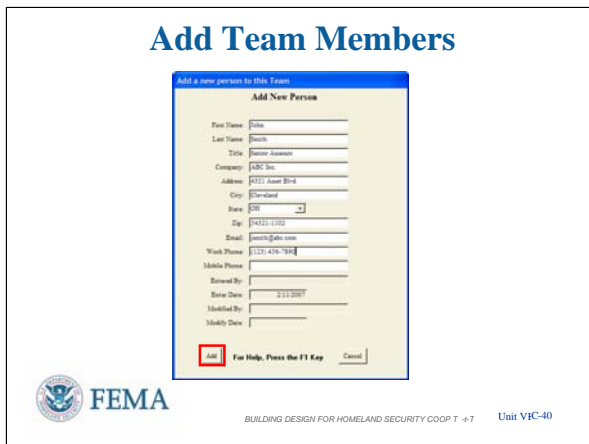 Add Team Members
Add a new person to this Team
Add New Person
First Name: John
Last Name: Smith
Title: Senior Assessor
Company: ABC Inc.
Address: 4321 Asset Blvd
City: Cleveland
State: OH
Zip: 54321-1102
Email: jsmith@abc.com
Work Phone: (123) 456-7890
Mobile Phone:
Entered By:
Enter Date: 2/11/2007
Modified By:
Modify Date:
Add For Help, Press the F1 Key Cancel
FEMA
BUILDING DESIGN FOR HOMELAND SECURITY COOP T -t-T Unit VIC-40